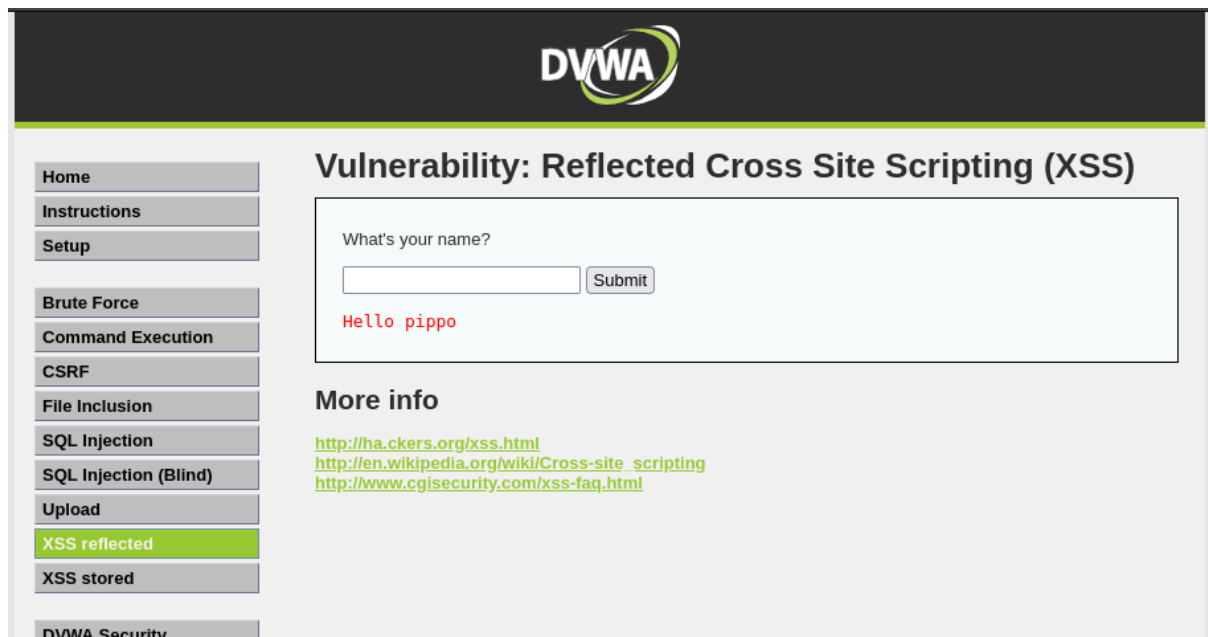 DVWA
Home
Instructions
Setup
Brute Force
Command Execution
CSRF
File Inclusion
SQL Injection
SQL Injection (Blind)
Upload
XSS reflected
XSS stored
DVWA Security
Vulnerability: Reflected Cross Site Scripting (XSS)
What's your name?
Submit
Hello pippo
More info
http://ha.ckers.org/xss.html
http://en.wikipedia.org/wiki/Cross-site_scripting
http://www.cgisecurity.com/xss-faq.html